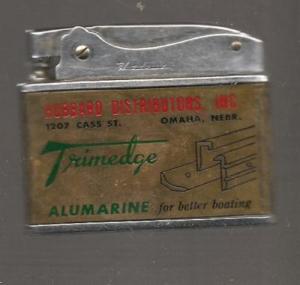 HUBBARD DISTRIBUTORS, INC.
1207 CASS ST. OMAHA, NEBR.
Trimedge
ALUMARINE for better boating